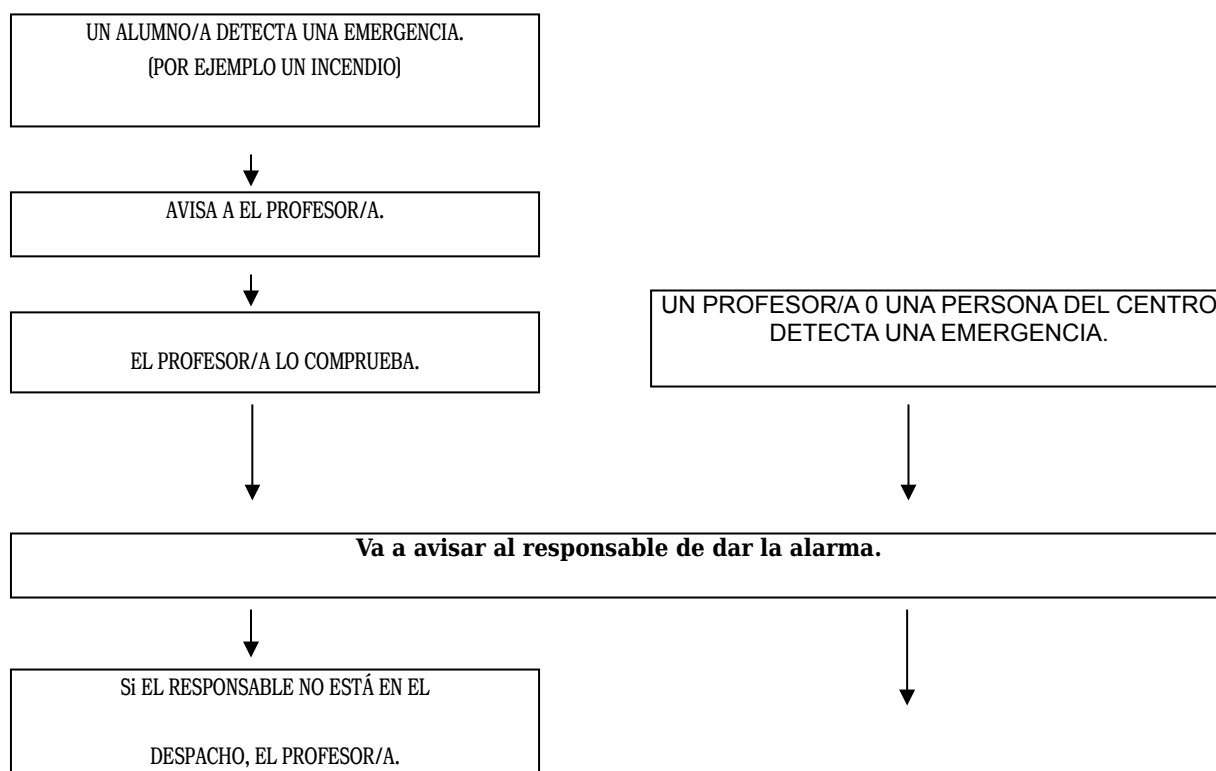 UN ALUMNO/A DETECTA UNA EMERGENCIA.
(POR EJEMPLO UN INCENDIO)
AVISA A EL PROFESOR/A.
EL PROFESOR/A LO COMPRUEBA.
UN PROFESOR/A 0 UNA PERSONA DEL CENTRO
DETECTA UNA EMERGENCIA.
Va a avisar al responsable de dar la alarma.
Si EL RESPONSABLE NO ESTÁ EN EL
DESPACHO, EL PROFESOR/A.